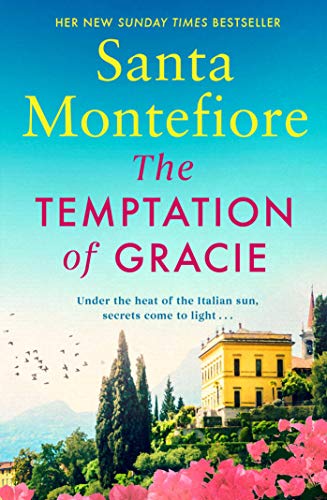 HER NEW SUNDAY TIMES BESTSELLER
Santa
Montefiore
The
TEMPTATION
of GRACIE
Under the heat of the Italian sun,
secrets come to light . . .